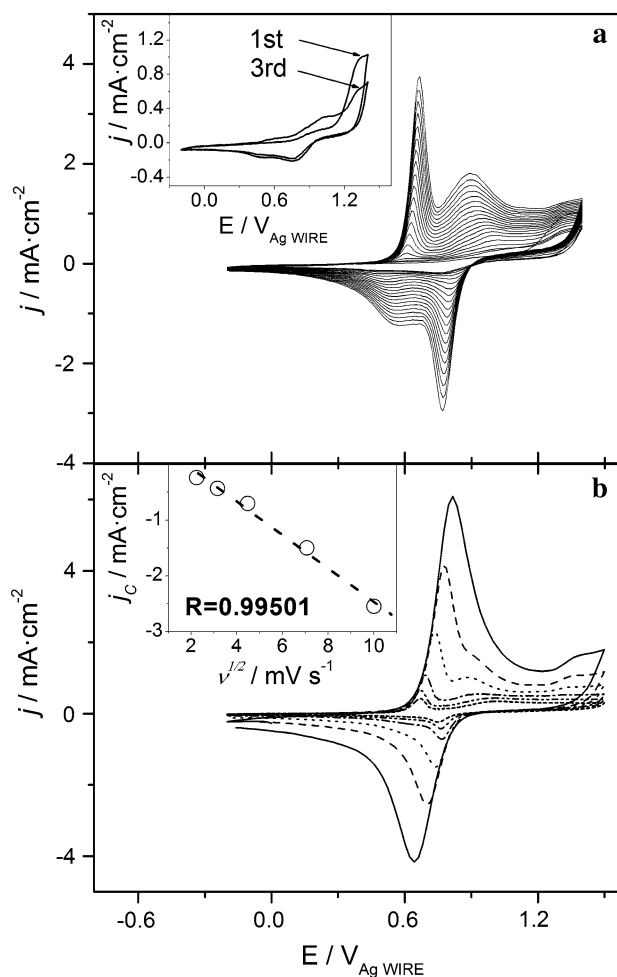 a
1st
3rd
1.2
0.8
0.4
0.0
-0.4
j / mA·cm-2
0.0 0.6 1.2
E / V Ag WIRE
4
2
0
-2
-4
j / mA·cm-2
b
-1
-2
-3
jC / mA·cm-2
R=0.99501
2 4 6 8 10
ν1/2 / mV s-1
4
0
-4
j / mA·cm-2
-0.6 0.0 0.6 1.2
E / V Ag WIRE